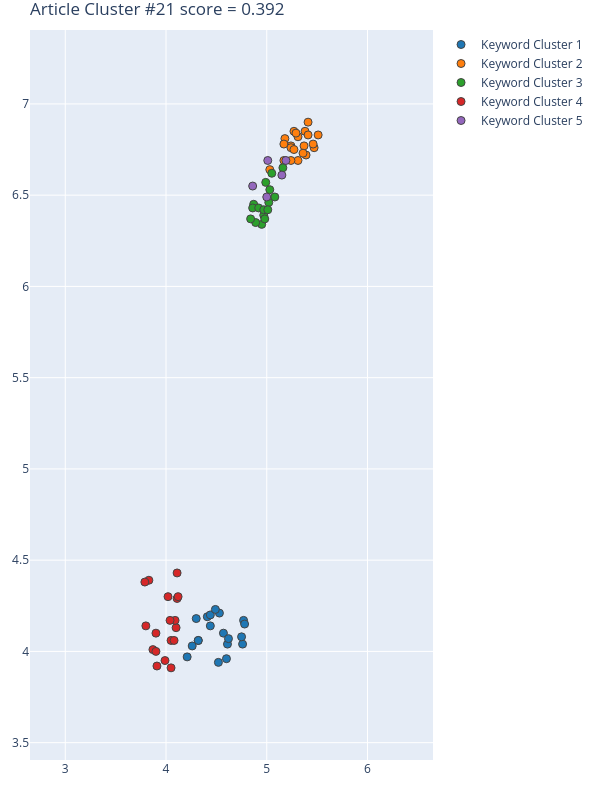 Article Cluster #21 score = 0.392
Keyword Cluster 1
Keyword Cluster 2
Keyword Cluster 3
Keyword Cluster 4
Keyword Cluster 5
7
6.5
6
5.5
5
4.5
4
3.5
3 4 5 6